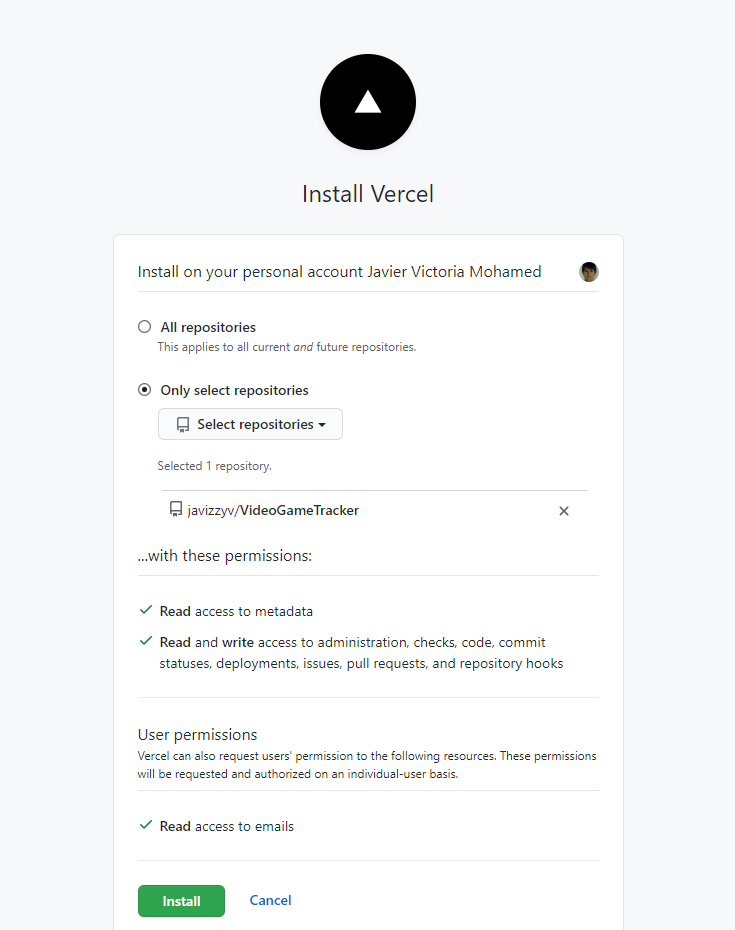 Install Vercel
Install on your personal account Javier Victoria Mohamed
All repositories
This applies to all current and future repositories.
Only select repositories
Select repositories
Selected 1 repository.
javizzyv/VideoGameTracker
...with these permissions:
Read access to metadata
Read and write access to administration, checks, code, commit
statuses, deployments, issues, pull requests, and repository hooks
User permissions
Vercel can also request users' permission to the following resources. These permissions
will be requested and authorized on an individual-user basis.
Read access to emails
Install Cancel